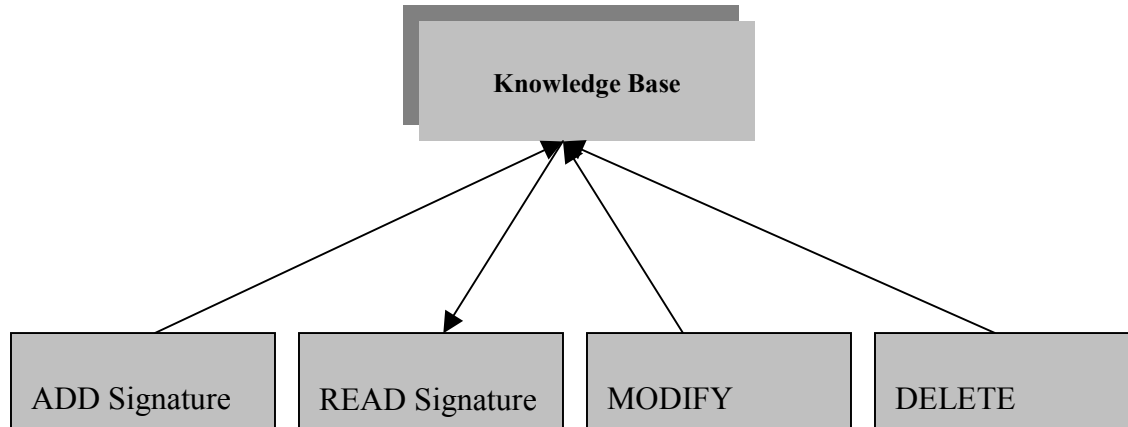 Knowledge Base
ADD Signature
READ Signature
MODIFY
DELETE